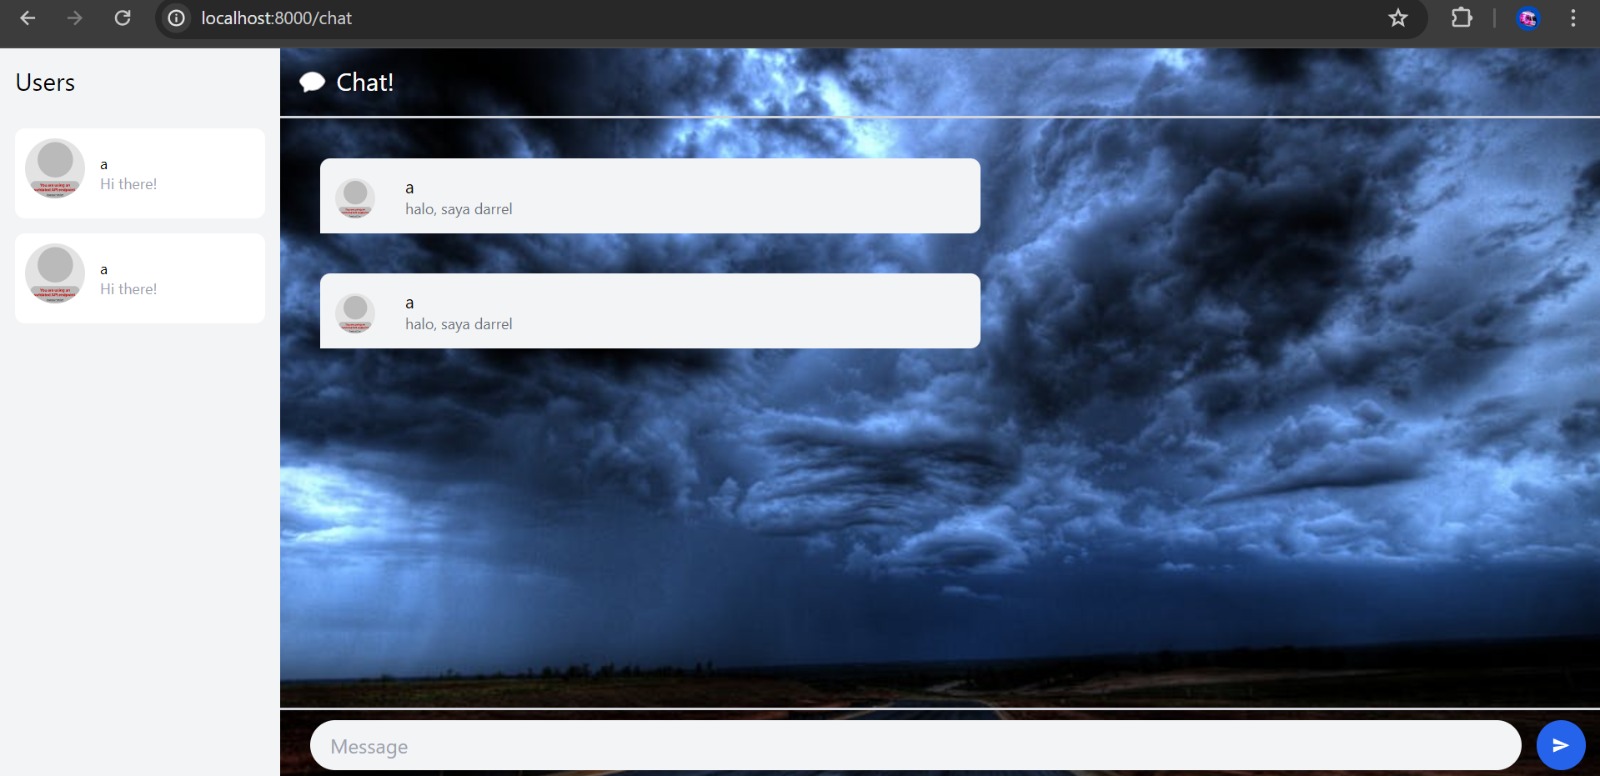 localhost:8000/chat
Users
Chat!
a
Hi there!
a
Hi there!
a
halo, saya darrel
a
halo, saya darrel
Message